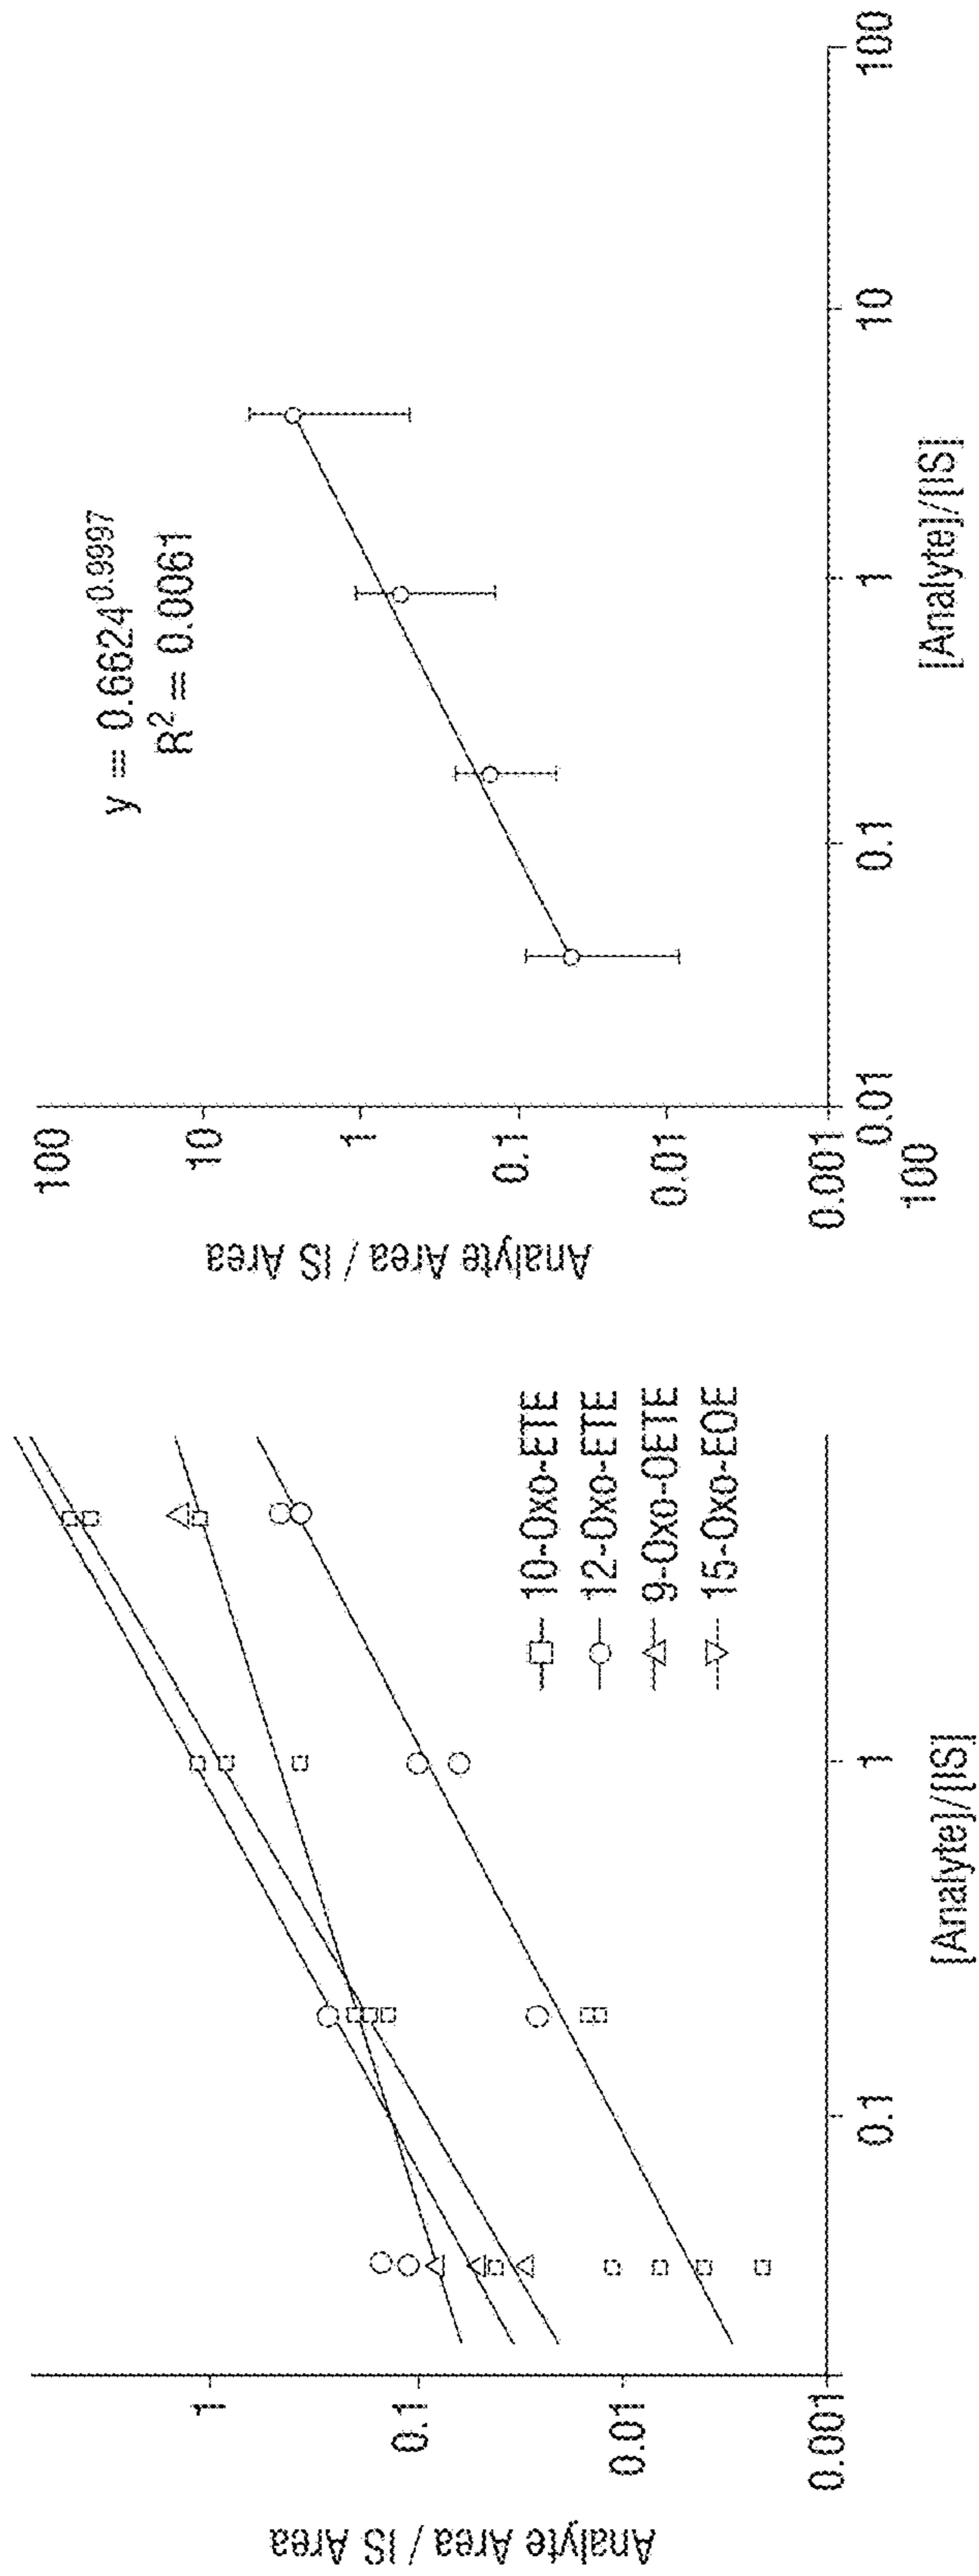 Analyte Area / IS Area
1
0.1
0.01
0.001
0.1
1
[Analyte]/[IS]
10-Oxo-ETE
12-Oxo-ETE
9-Oxo-OETE
15-Oxo-EOE
Analyte Area / IS Area
100
10
1
0.1
0.01
0.001
100
0.01
0.1
1
10
100
[Analyte]/[IS]
y = 0.6624^0.9997
R² = 0.0061